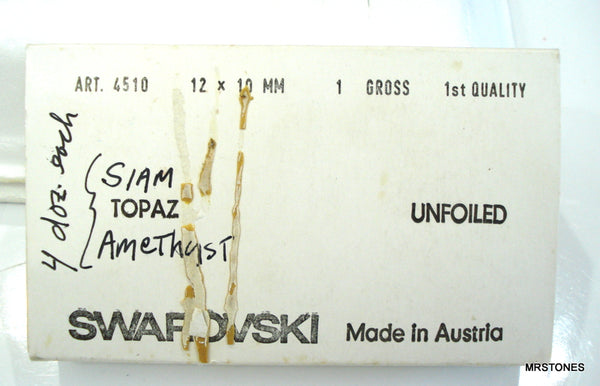 ART. 4510 12 × 10 MM 1 GROSS 1st QUALITY
4 doz. each
SIAM
TOPAZ UNFOILED
AMETHYST
SWAROVSKI Made in Austria
MRSTONES